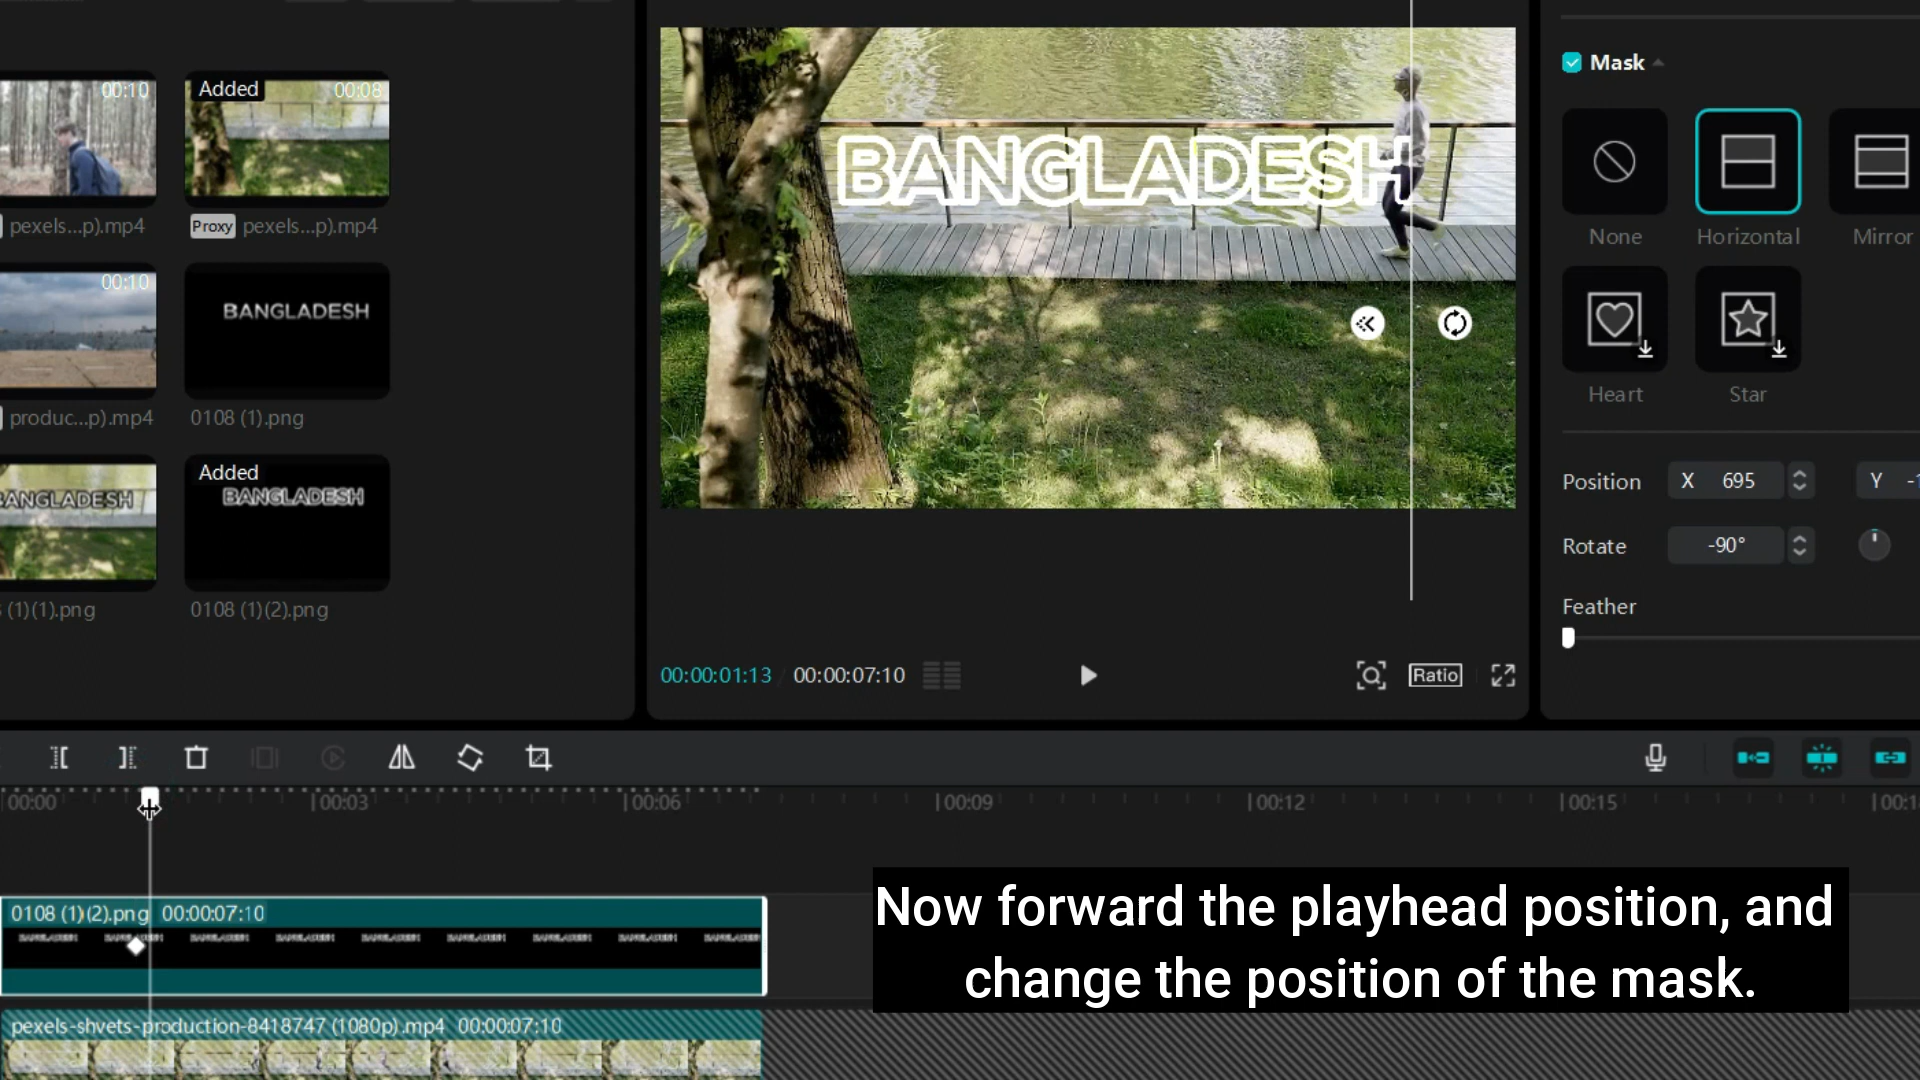 00:10
Added
00:08
pexels...p).mp4
Proxy
pexels...p).mp4
00:10
BANGLADESH
produc...p).mp4
0108 (1).png
BANGLADESH
Added
BANGLADESH
(1)(1).png
0108 (1)(2).png
BANGLADESH
00:00:01:13 / 00:00:07:10
Ratio
Mask
None
Horizontal
Mirror
Heart
Star
Position
X 695
Y
Rotate
-90°
Feather
00:00
00:03
00:06
00:09
00:12
00:15
0108 (1)(2).png 00:00:07:10
pexels-shvets-production-8418747 (1080p).mp4 00:00:07:10
Now forward the playhead position, and
change the position of the mask.